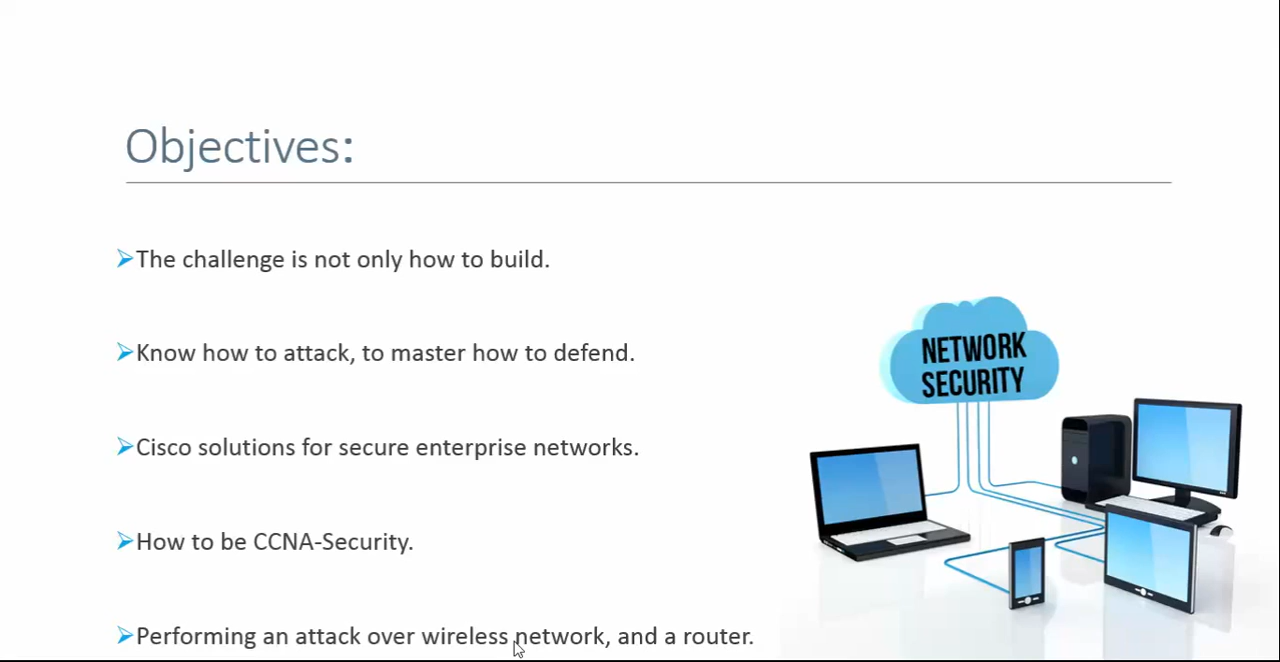 Objectives:
The challenge is not only how to build.
Know how to attack, to master how to defend.
NETWORK
SECURITY
Cisco solutions for secure enterprise networks.
How to be CCNA-Security.
Performing an attack over wireless network, and a router.